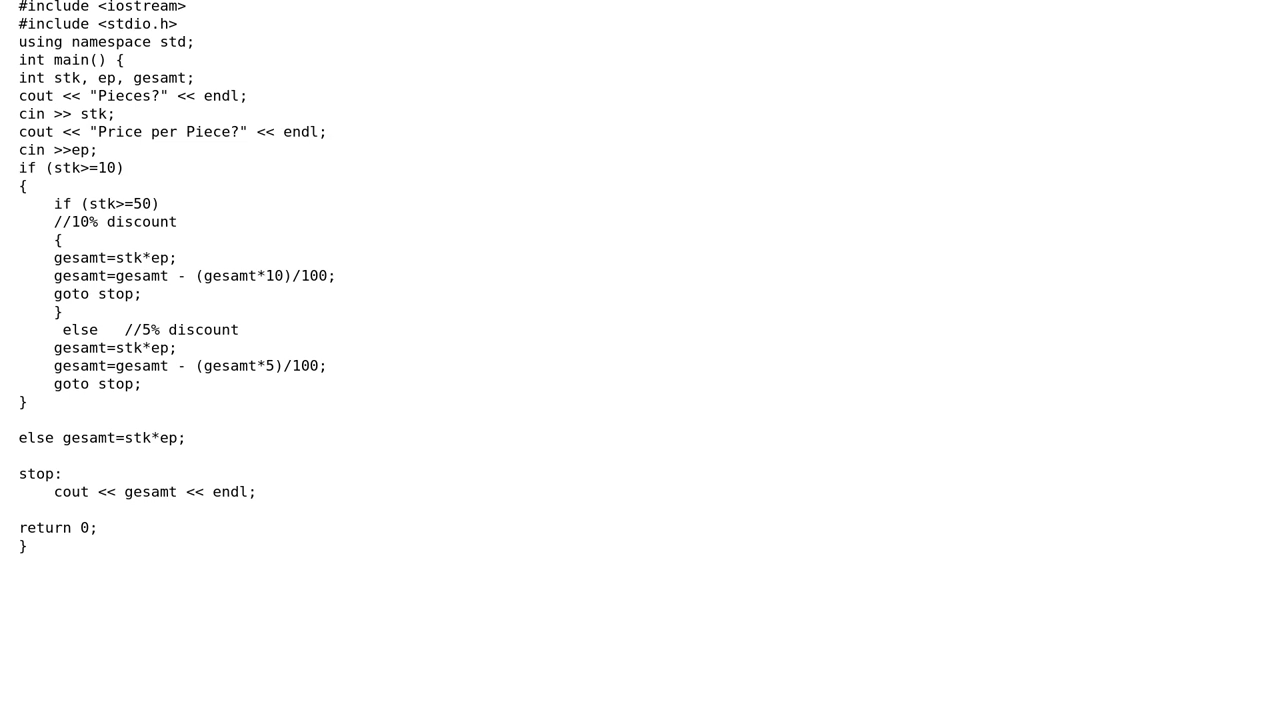 #include <iostream>
#include <stdio.h>
using namespace std;
int main() {
int stk, ep, gesamt;
cout << "Pieces?" << endl;
cin >> stk;
cout << "Price per Piece?" << endl;
cin >>ep;
if (stk>=10)
{
    if (stk>=50)
    //10% discount
    {
    gesamt=stk*ep;
    gesamt=gesamt - (gesamt*10)/100;
    goto stop;
    }
     else   //5% discount
    gesamt=stk*ep;
    gesamt=gesamt - (gesamt*5)/100;
    goto stop;
}

else gesamt=stk*ep;

stop:
    cout << gesamt << endl;

return 0;
}